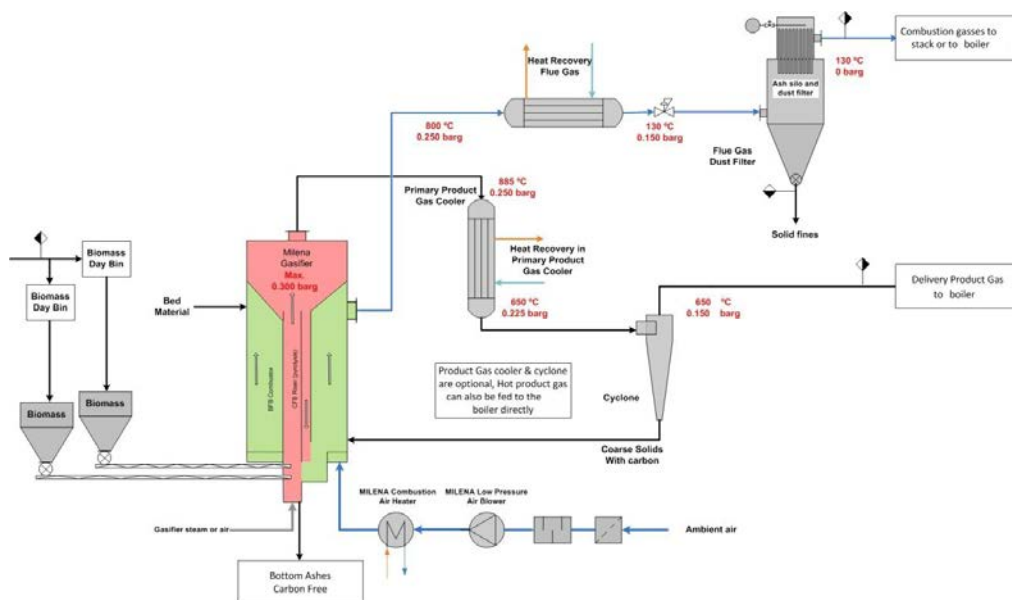 Combustion gasses to
stack or to boiler
130 ºC
0 barg
Ash silo and
dust filter
Heat Recovery
Flue Gas
800 ºC
0.250 barg
130 ºC
0.150 barg
Flue Gas
Dust Filter
Solid fines
885 ºC
0.250 barg
Primary Product
Gas Cooler
Milena
Gasifier
Max.
0.300 barg
Biomass
Day Bin
Biomass
Day Bin
Bed
Material
Heat Recovery in
Primary Product
Gas Cooler
650 ºC
0.225 barg
Delivery Product Gas
to boiler
650 ºC
0.150 barg
BFB Combustor
CFB Riser (pyrolysis)
Product Gas cooler & cyclone
are optional, Hot product gas
can also be fed to the
boiler directly
Cyclone
Biomass
Biomass
Coarse Solids
With carbon
MILENA Combustion
Air Heater
MILENA Low Pressure
Air Blower
Ambient air
Gasifier steam or air
Bottom Ashes
Carbon Free